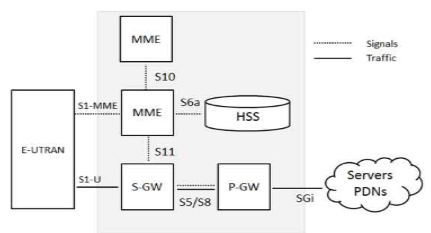 MME
Signals
Traffic
S10
S1-MME
MME
S6a
HSS
E-UTRAN
S11
S1-U
S-GW
S5/S8
P-GW
SGi
Servers
PDNs